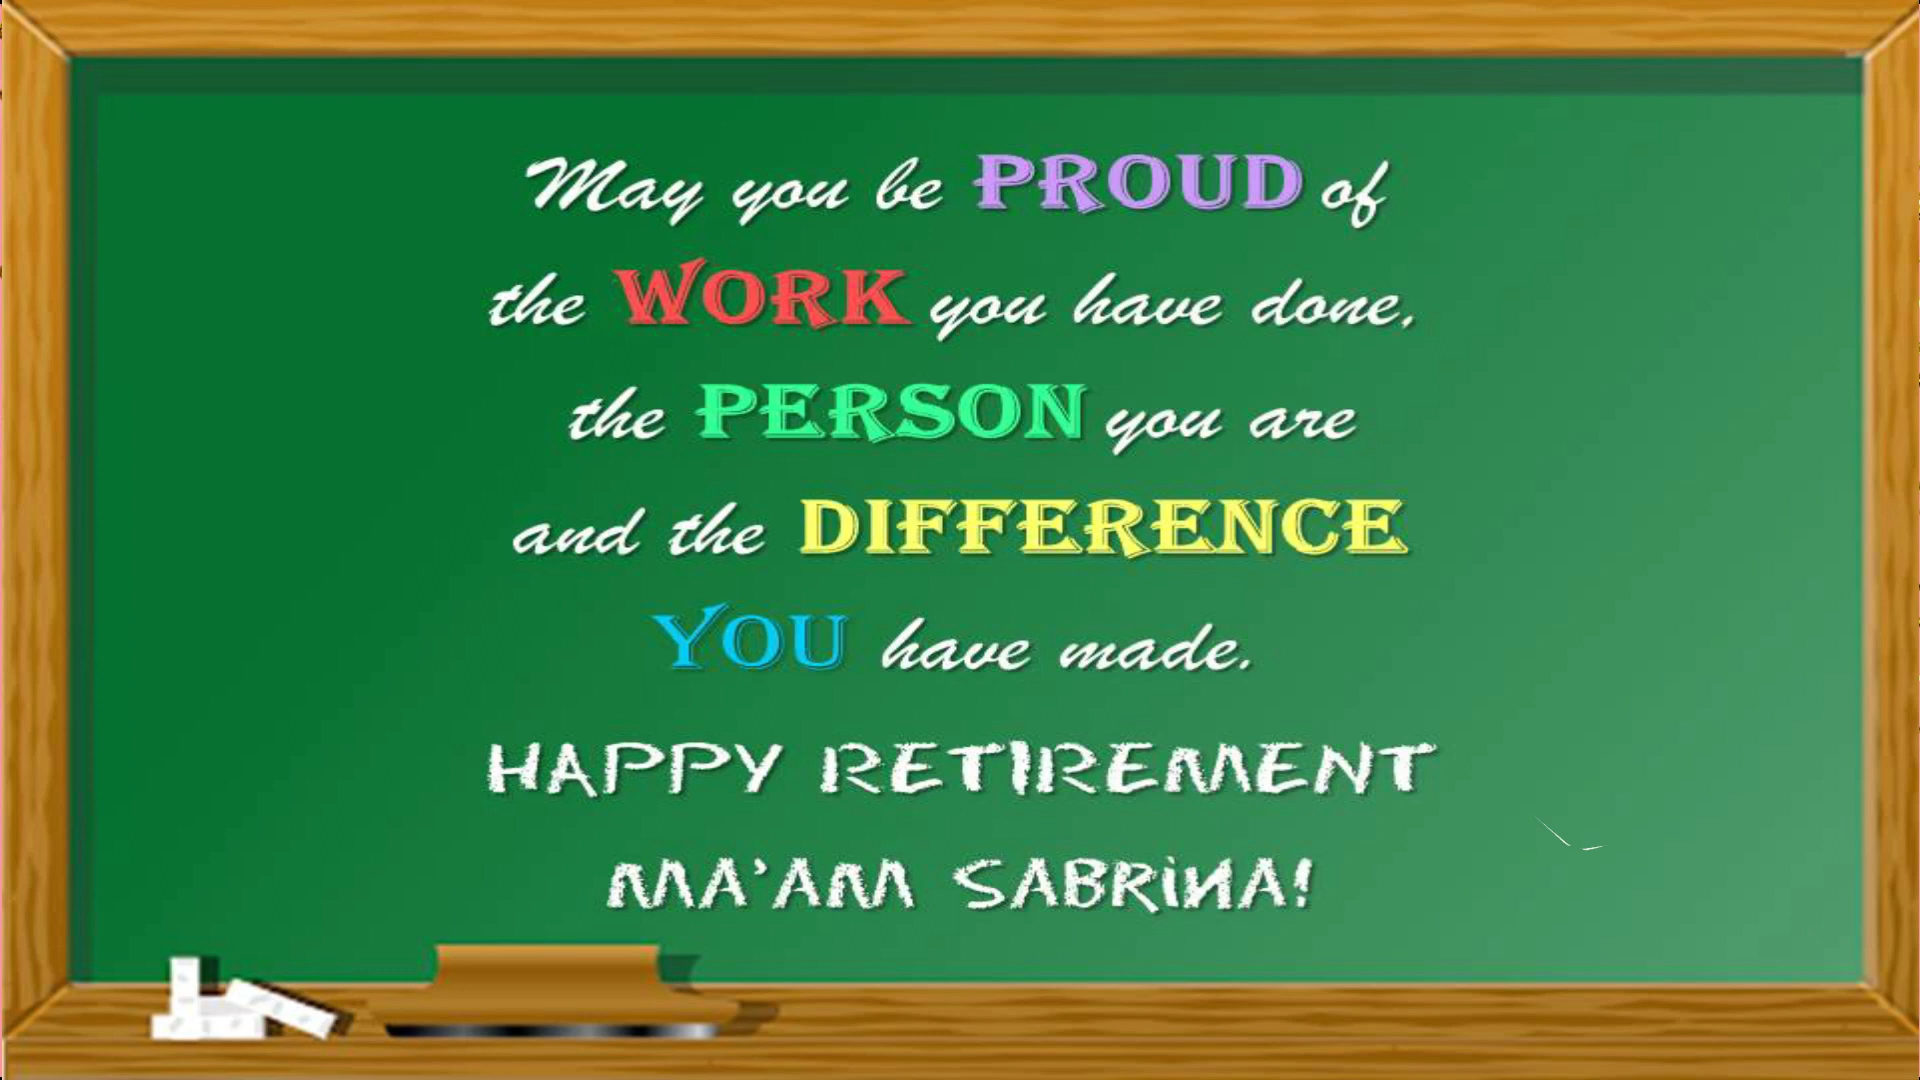 May you be PROUD of
the WORK you have done,
the PERSON you are
and the DIFFERENCE
YOU have made.
HAPPY RETIREMENT
MA'AM SABRiNA!